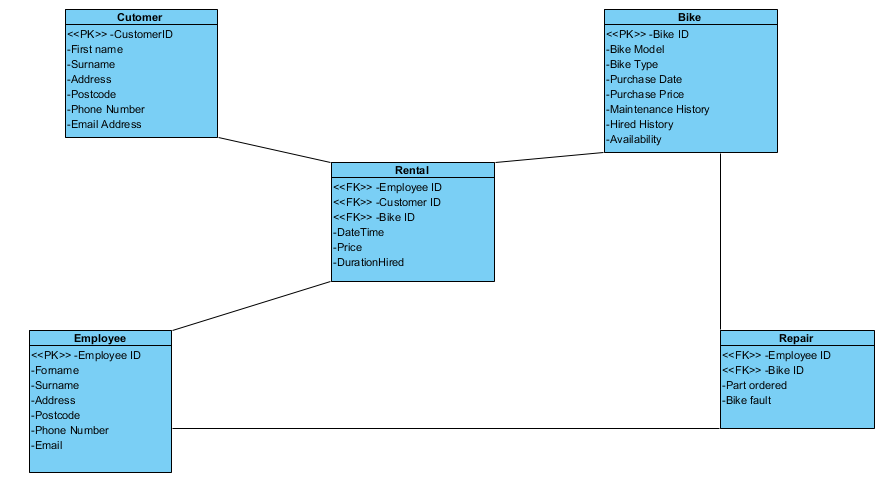 Cutomer
<<PK>> -CustomerID
-First name
-Surname
-Address
-Postcode
-Phone Number
-Email Address
Bike
<<PK>> -Bike ID
-Bike Model
-Bike Type
-Purchase Date
-Purchase Price
-Maintenance History
-Hired History
-Availability
Rental
<<FK>> -Employee ID
<<FK>> -Customer ID
<<FK>> -Bike ID
-DateTime
-Price
-DurationHired
Employee
<<PK>> -Employee ID
-Forname
-Surname
-Address
-Postcode
-Phone Number
-Email
Repair
<<FK>> -Employee ID
<<FK>> -Bike ID
-Part ordered
-Bike fault